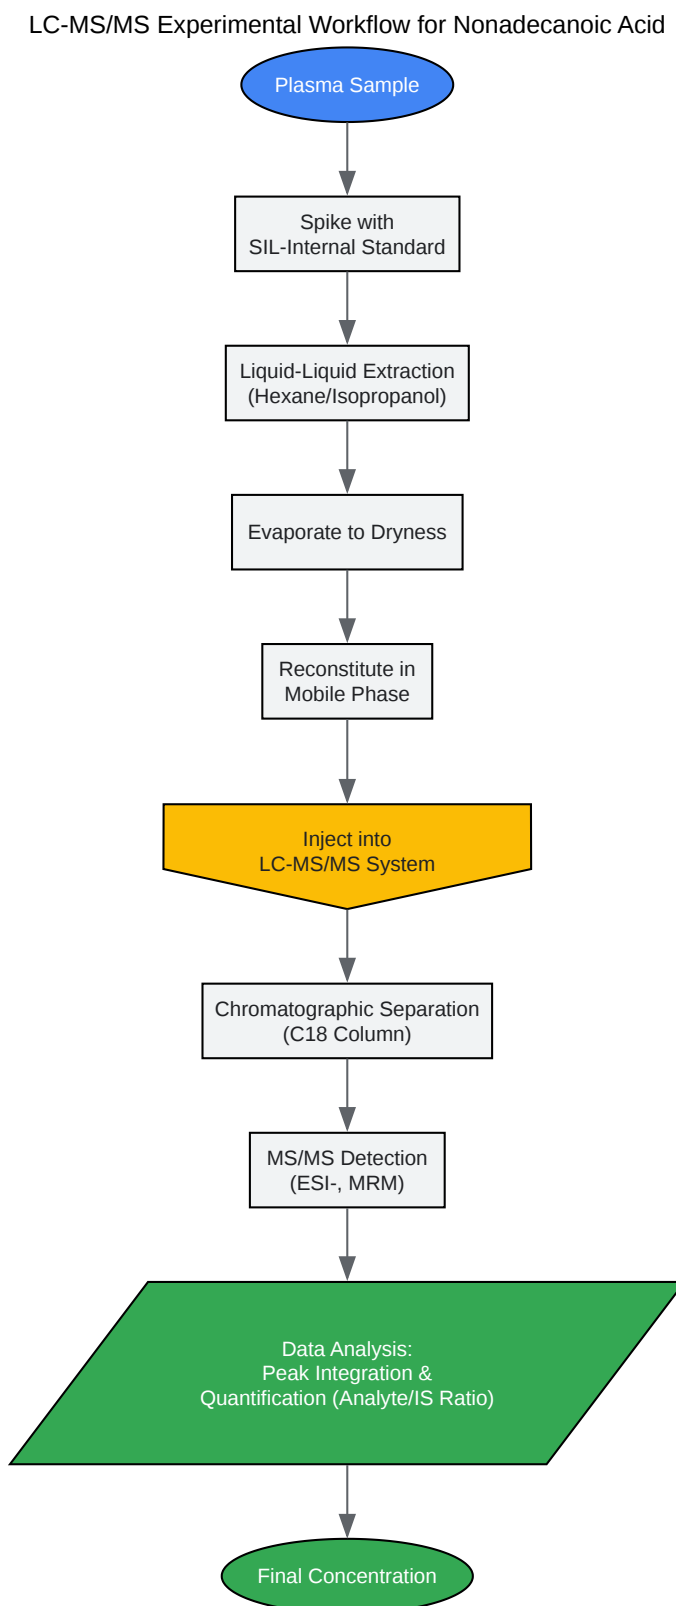 LC-MS/MS Experimental Workflow for Nonadecanoic Acid
Plasma Sample
Spike with
SIL-Internal Standard
Liquid-Liquid Extraction
(Hexane/Isopropanol)
Evaporate to Dryness
Reconstitute in
Mobile Phase
Inject into
LC-MS/MS System
Chromatographic Separation
(C18 Column)
MS/MS Detection
(ESI-, MRM)
Data Analysis:
Peak Integration &
Quantification (Analyte/IS Ratio)
Final Concentration